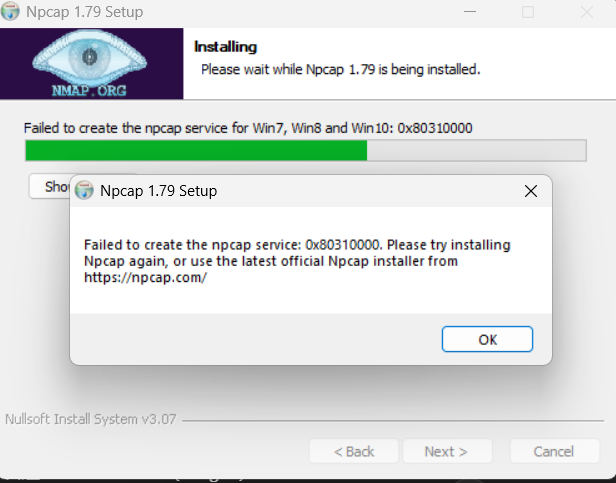 Npcap 1.79 Setup
NMAP.ORG
Installing
Please wait while Npcap 1.79 is being installed.
Failed to create the npcap service for Win7, Win8 and Win10: 0x80310000
Npcap 1.79 Setup
Failed to create the npcap service: 0x80310000. Please try installing
Npcap again, or use the latest official Npcap installer from
https://npcap.com/
OK
Nullsoft Install System v3.07
< Back
Next >
Cancel